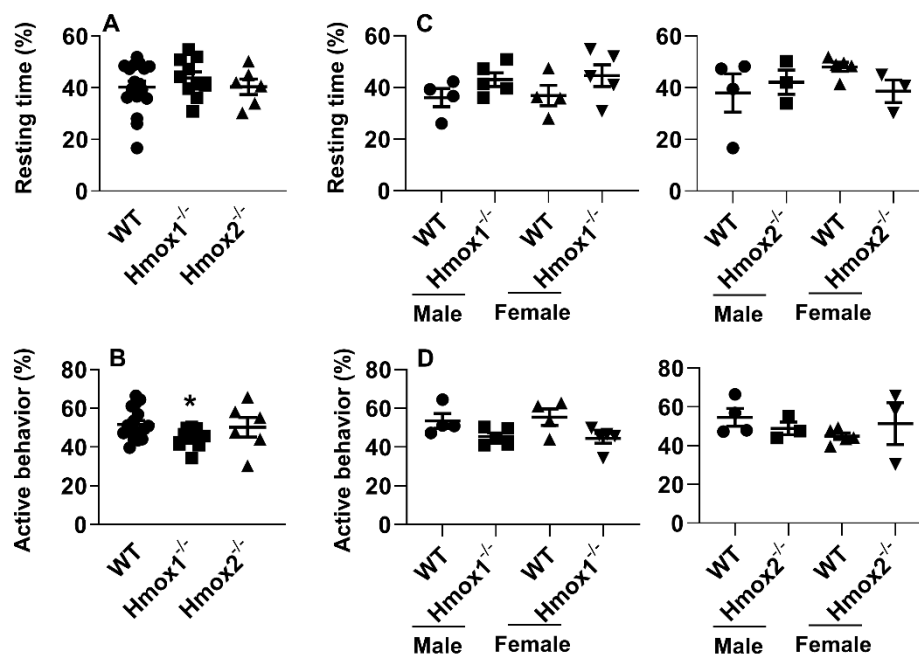 A
Resting time (%)
60
40
20
0
WT
Hmox1-/-
Hmox2-/-
C
Resting time (%)
60
40
20
0
WT
Hmox1-/-
WT
Hmox1-/-
Male
Female
60
40
20
0
WT
Hmox2-/-
WT
Hmox2-/-
Male
Female
B
Active behavior (%)
80
60
40
20
0
*
WT
Hmox1-/-
Hmox2-/-
D
Active behavior (%)
80
60
40
20
0
WT
Hmox1-/-
WT
Hmox1-/-
Male
Female
80
60
40
20
0
WT
Hmox2-/-
WT
Hmox2-/-
Male
Female